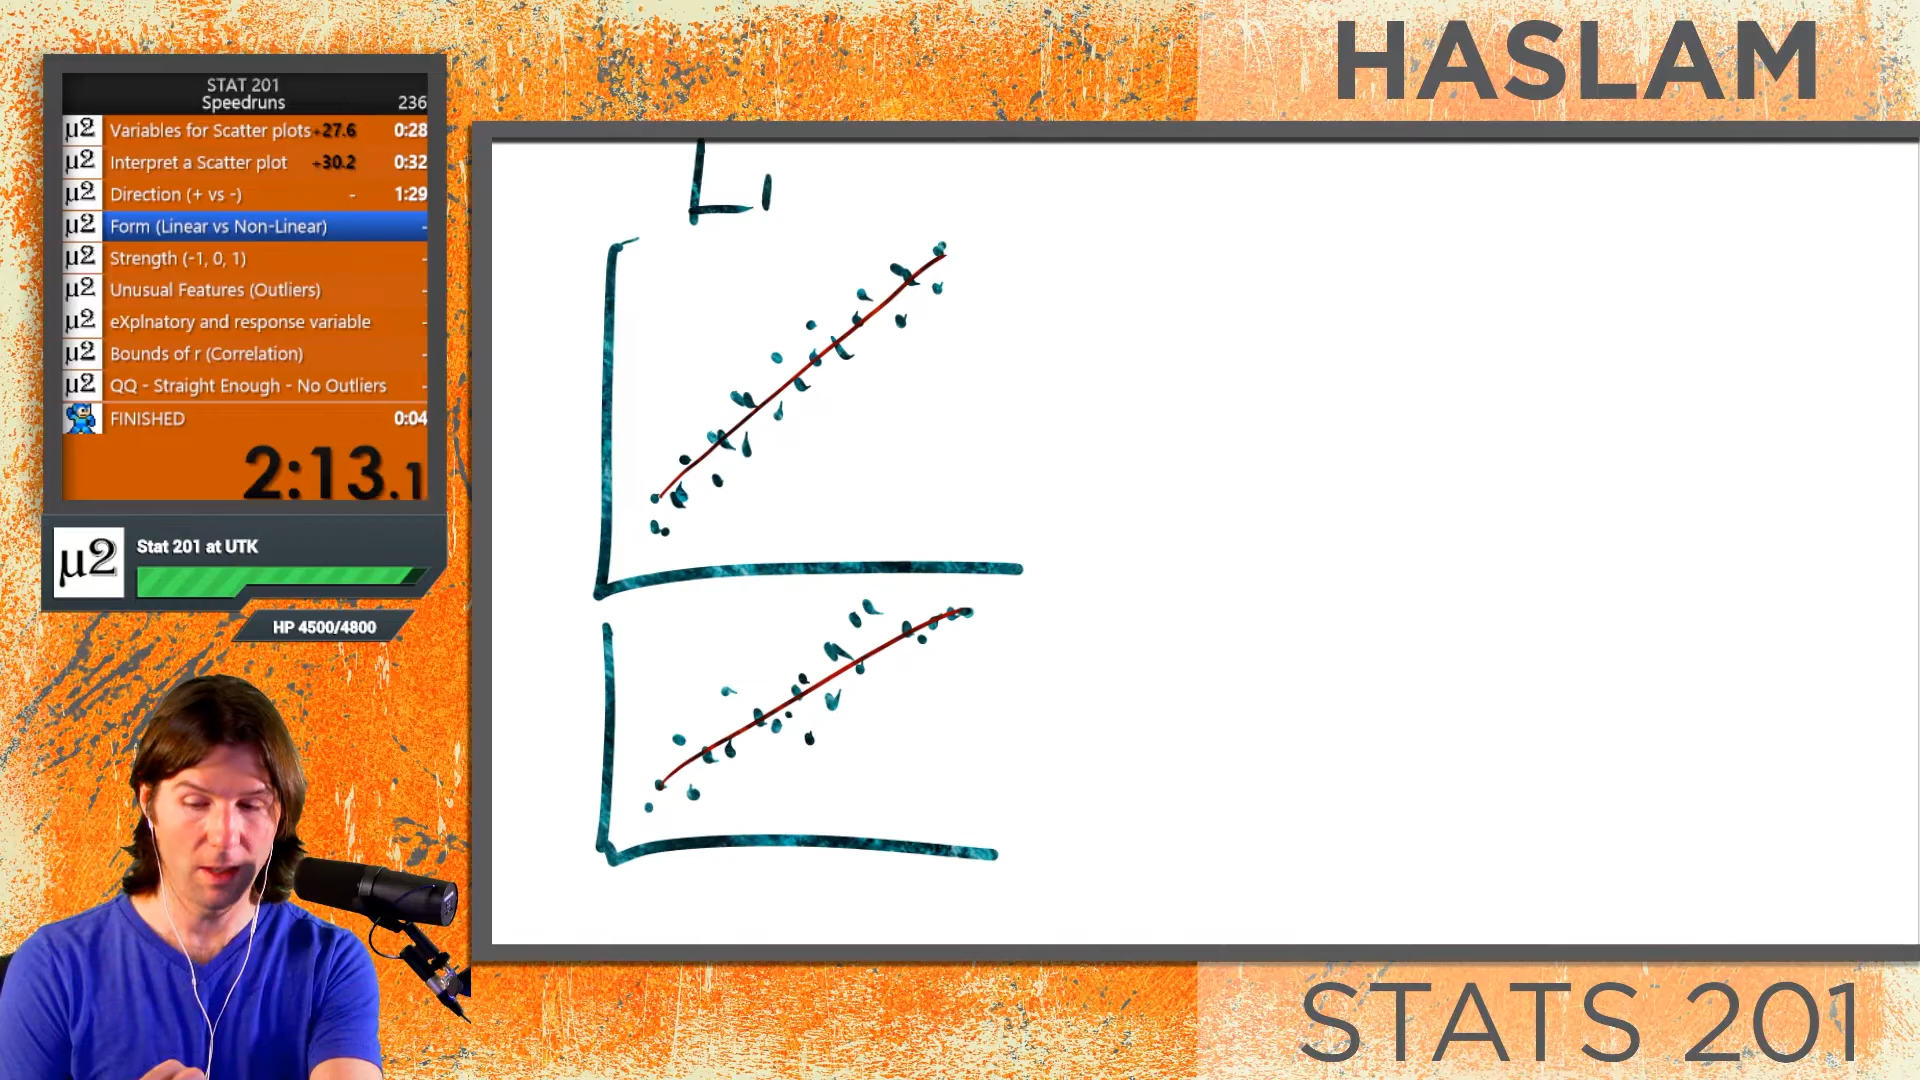 HASLAM
STAT 201
Speedruns 236
μ2 Variables for Scatter plots +27.6 0:28
μ2 Interpret a Scatter plot +30.2 0:32
μ2 Direction (+ vs -) - 1:29
μ2 Form (Linear vs Non-Linear) -
μ2 Strength (-1, 0, 1) -
μ2 Unusual Features (Outliers) -
μ2 eXplnatory and response variable -
μ2 Bounds of r (Correlation) -
μ2 QQ - Straight Enough - No Outliers -
FINISHED 0:04
2:13.1
μ2 Stat 201 at UTK
HP 4500/4800
Li
STATS 201